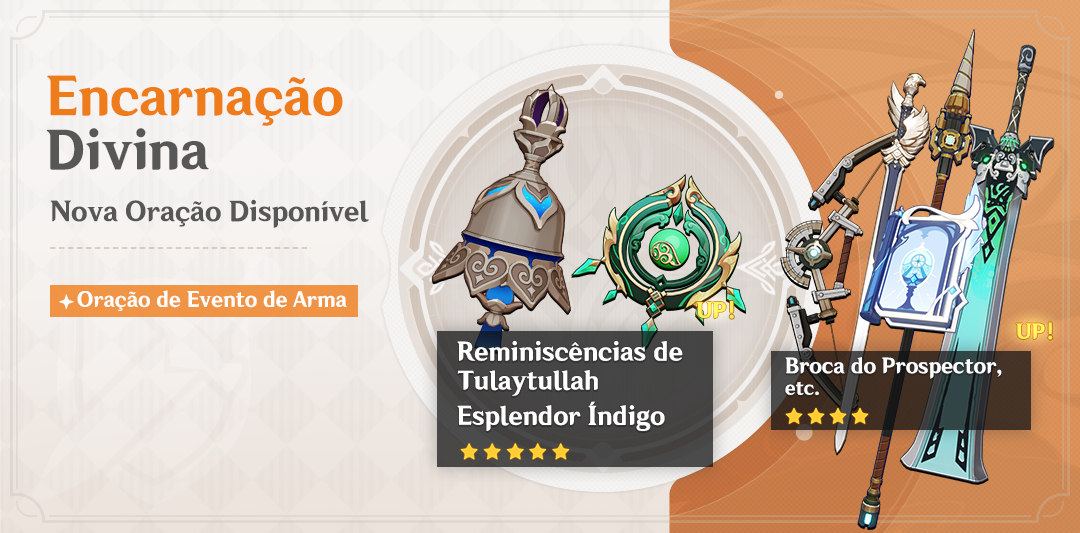 Encarnação
Divina
Nova Oração Disponível
Oração de Evento de Arma
UP!
Reminiscências de
Tulaytullah
Esplendor Índigo
UP!
Broca do Prospector,
etc.